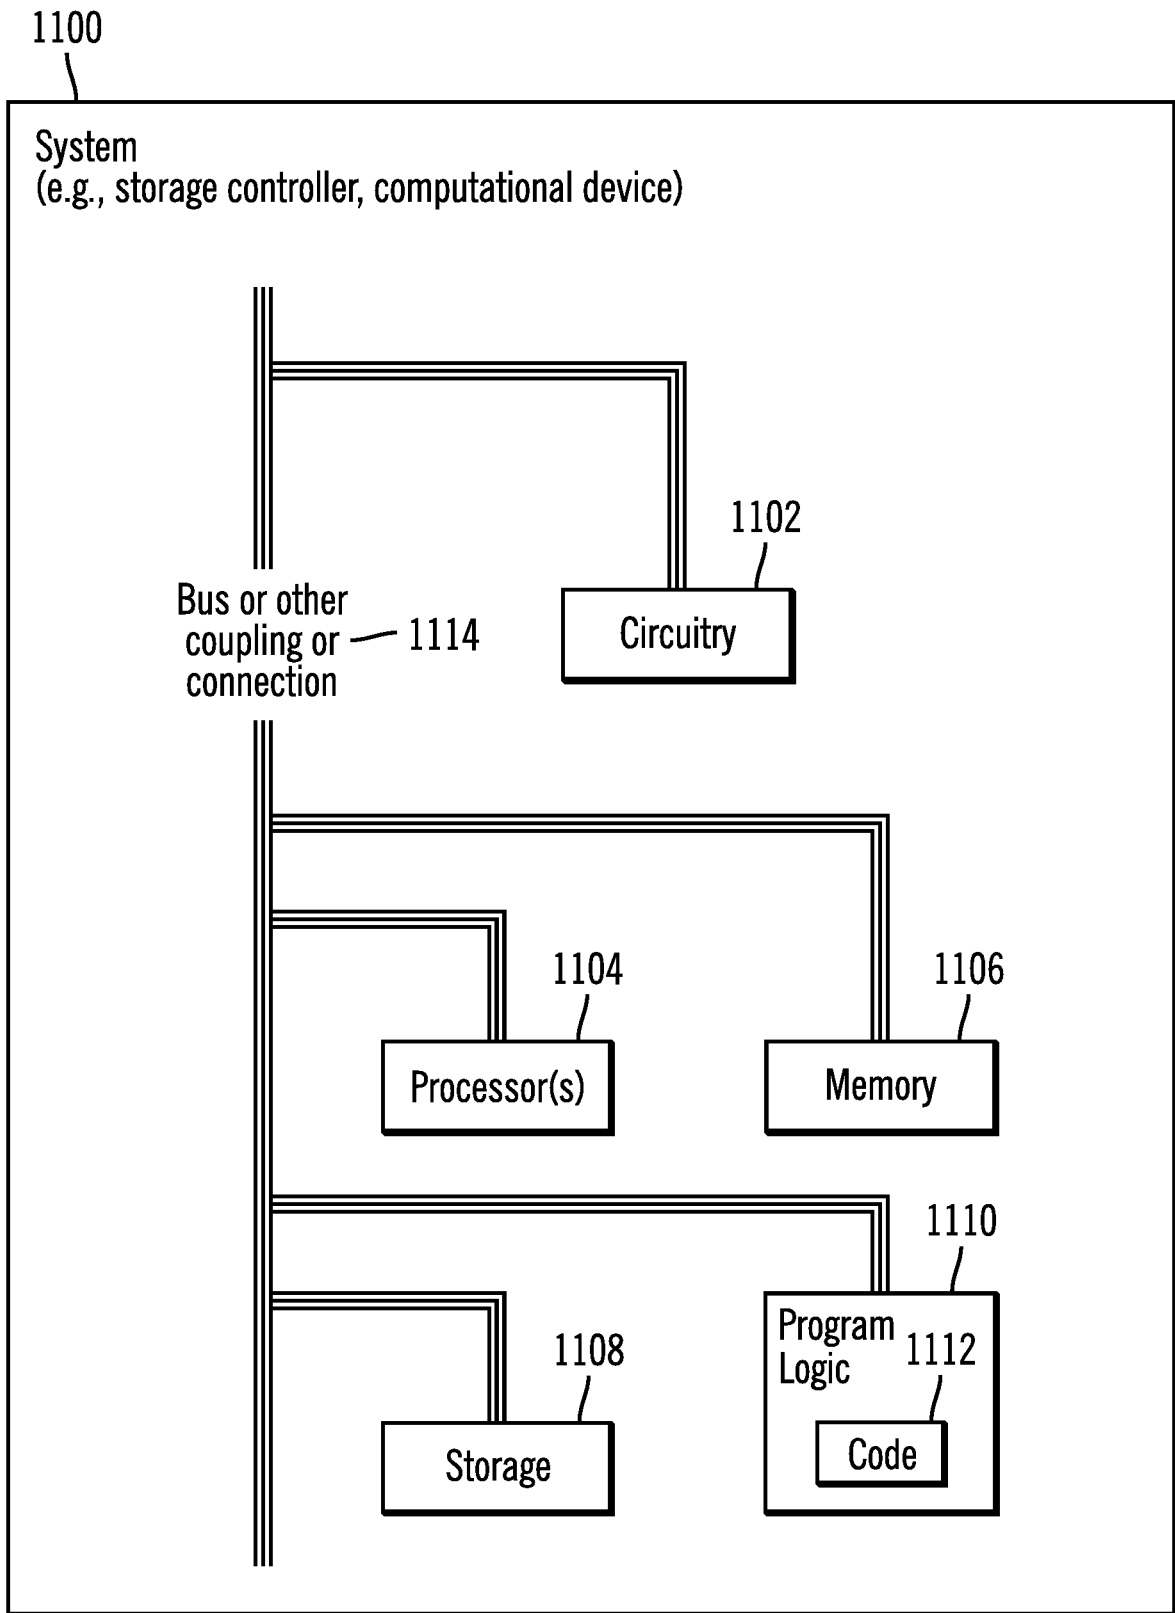 1100
System
(e.g., storage controller, computational device)
1102
Circuitry
Bus or other
coupling or
connection
1114
1104
Processor(s)
1106
Memory
1108
Storage
1110
Program
Logic
1112
Code